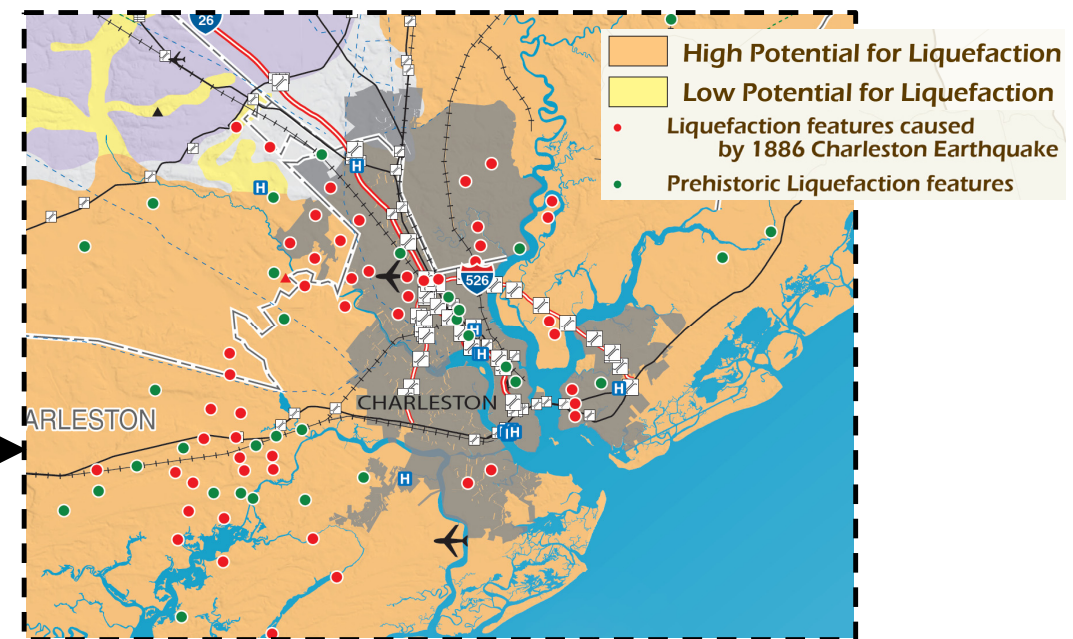 26
High Potential for Liquefaction
Low Potential for Liquefaction
Liquefaction features caused
by 1886 Charleston Earthquake
Prehistoric Liquefaction features
H
H
526
H
H
H
CHARLESTON
ARLESTON
H
H